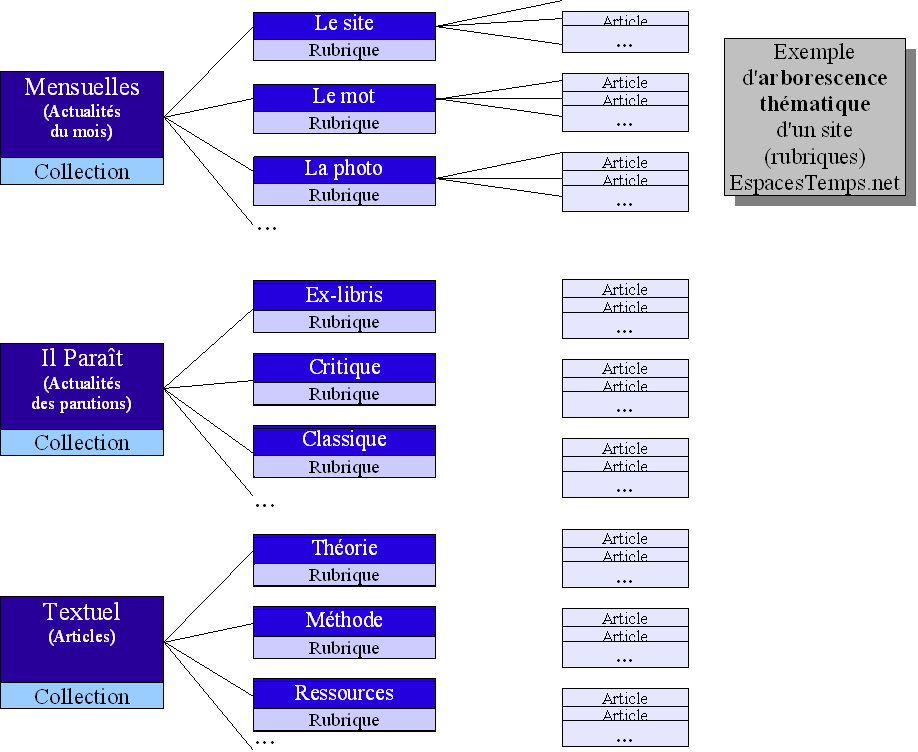 Le site
Rubrique
Article
...
Mensuelles
(Actualités
du mois)
Collection
Le mot
Rubrique
Article
Article
...
La photo
Rubrique
Article
Article
...
...
Exemple
d'arborescence
thématique
d'un site
(rubriques)
EspacesTemps.net
Il Paraît
(Actualités
des parutions)
Collection
Ex-libris
Rubrique
Article
Article
...
Critique
Rubrique
Article
Article
...
Classique
Rubrique
Article
Article
...
...
Textuel
(Articles)
Collection
Théorie
Rubrique
Article
Article
...
Méthode
Rubrique
Article
Article
...
Ressources
Rubrique
Article
Article
...
...